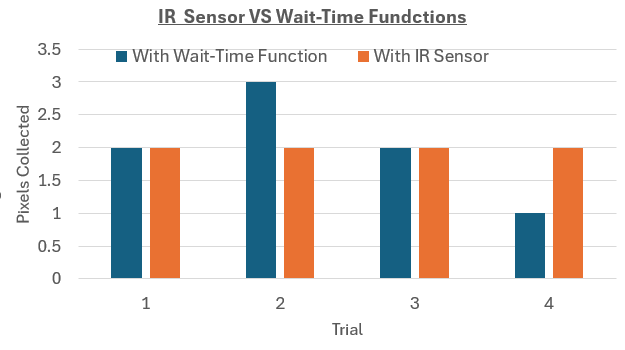 IR Sensor VS Wait-Time Fundctions
With Wait-Time Function
With IR Sensor
3.5
3
2.5
2
1.5
1
0.5
0
Pixels Collected
1 2 3 4
Trial